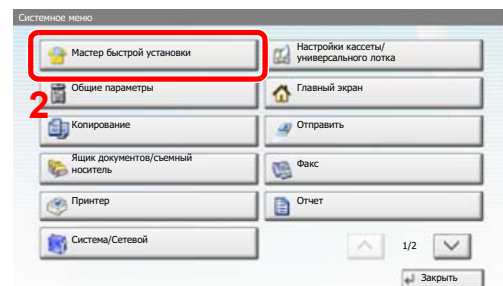 Системное меню
Мастер быстрой установки
Настройки кассеты/
универсального лотка
2
Общие параметры
Главный экран
Копирование
Отправить
Ящик документов/съемный
носитель
Факс
Принтер
Отчет
Система/Сетевой
1/2
Закрыть